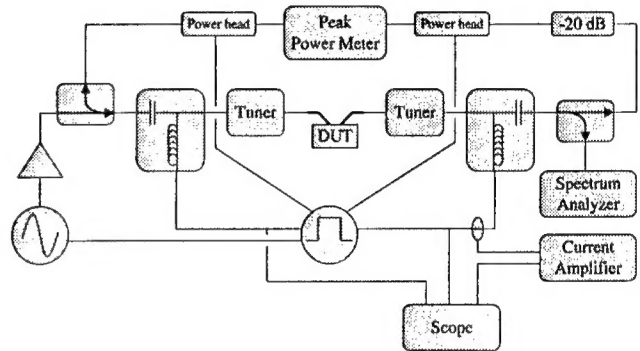 Power head
Peak
Power Meter
Power head
-20 dB
Tuner
DUT
Tuner
Spectrum
Analyzer
Current
Amplifier
Scope